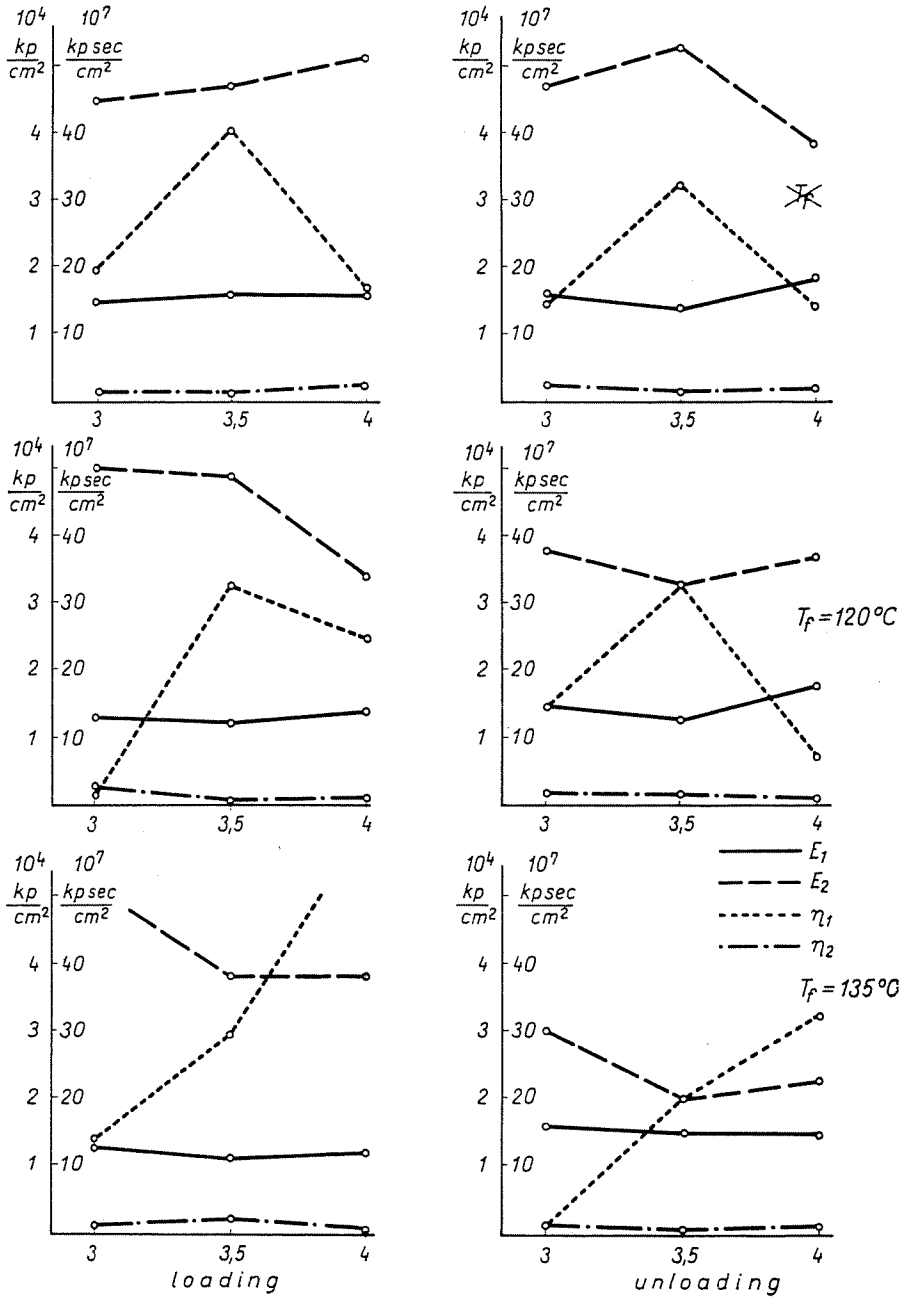 10⁴ 10⁷
kp/cm² kp sec/cm²
4 40
3 30
2 20
1 10
3 3,5 4
10⁴ 10⁷
kp/cm² kp sec/cm²
4 40
3 30
2 20
1 10
3 3,5 4
T_f
10⁴ 10⁷
kp/cm² kp sec/cm²
4 40
3 30
2 20
1 10
3 3,5 4
10⁴ 10⁷
kp/cm² kp sec/cm²
4 40
3 30
2 20
1 10
3 3,5 4
T_f = 120°C
10⁴ 10⁷
kp/cm² kp sec/cm²
4 40
3 30
2 20
1 10
3 3,5 4
loading
10⁴ 10⁷
kp/cm² kp sec/cm²
4 40
3 30
2 20
1 10
3 3,5 4
unloading
E₁
E₂
η₁
η₂
T_f = 135°C